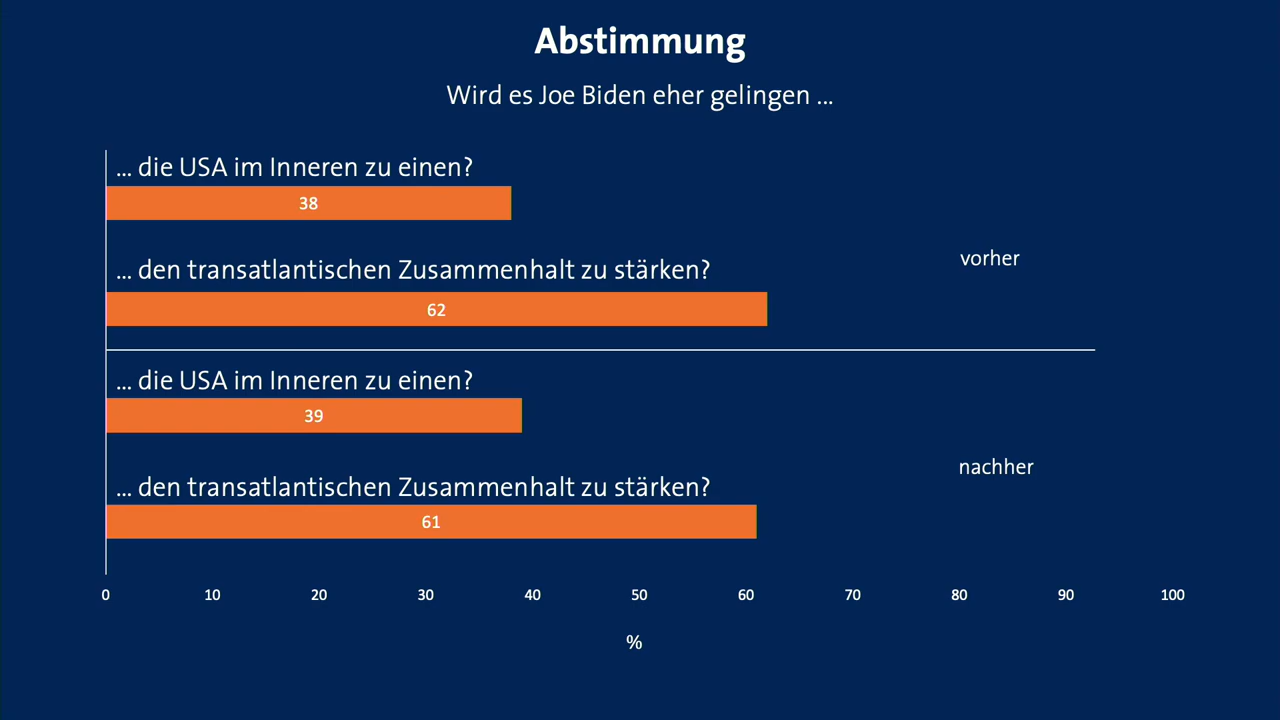 Abstimmung
Wird es Joe Biden eher gelingen ...
... die USA im Inneren zu einen?
38
vorher
... den transatlantischen Zusammenhalt zu stärken?
62
... die USA im Inneren zu einen?
39
nachher
... den transatlantischen Zusammenhalt zu stärken?
61
0 10 20 30 40 50 60 70 80 90 100
%